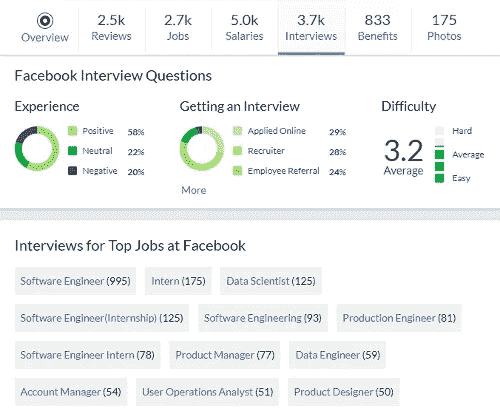 2.5k 2.7k 5.0k 3.7k 833 175
Overview Reviews Jobs Salaries Interviews Benefits Photos
Facebook Interview Questions
Experience
Positive 58%
Neutral 22%
Negative 20%
Getting an Interview
Applied Online 29%
Recruiter 28%
Employee Referral 24%
More
Difficulty
3.2
Average
Hard
Average
Easy
Interviews for Top Jobs at Facebook
Software Engineer (995) Intern (175) Data Scientist (125)
Software Engineer(Internship) (125) Software Engineering (93) Production Engineer (81)
Software Engineer Intern (78) Product Manager (77) Data Engineer (59)
Account Manager (54) User Operations Analyst (51) Product Designer (50)